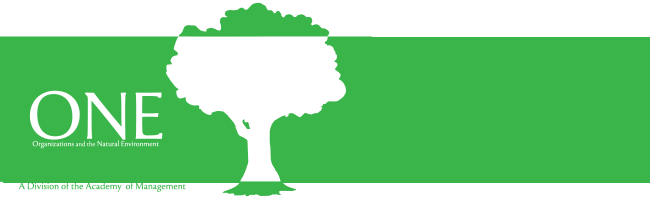 ONE
Organizations and the Natural Environment
A Division of the Academy of Management